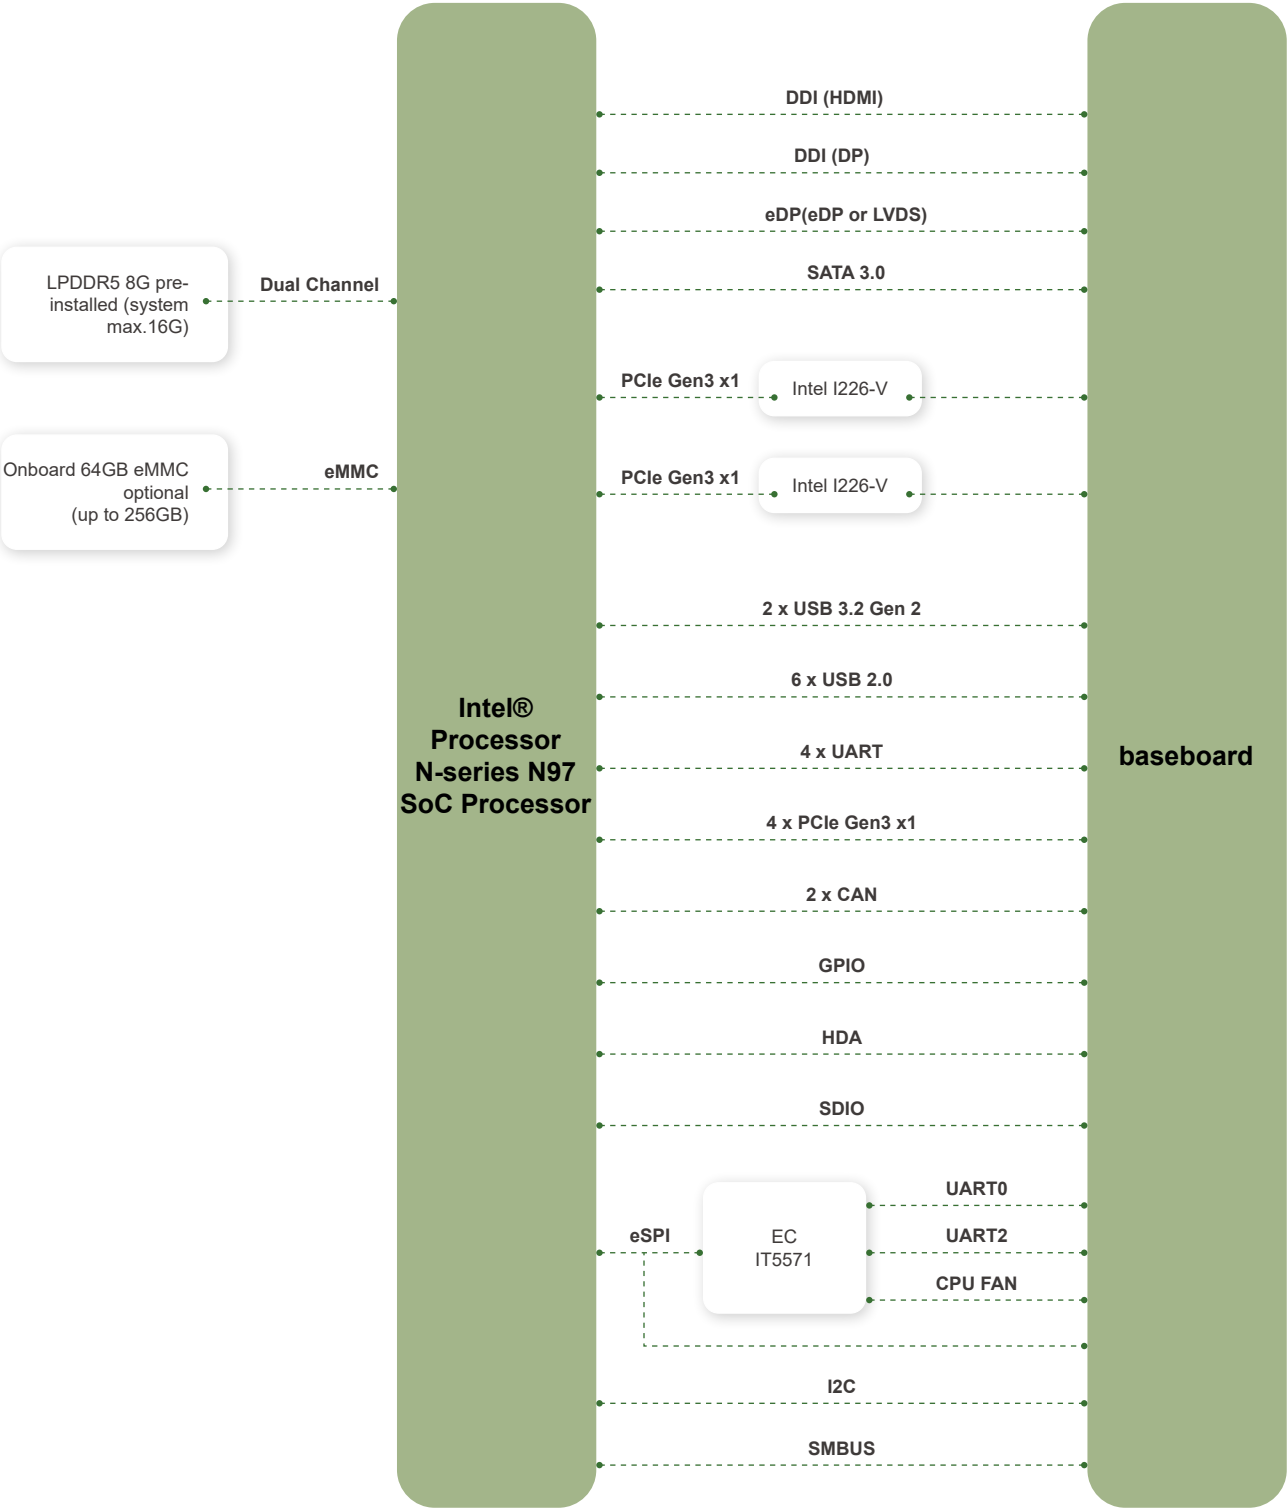 DDI (HDMI)
DDI (DP)
eDP(eDP or LVDS)
SATA 3.0
LPDDR5 8G pre-
installed (system
max.16G)
Dual Channel
PCIe Gen3 x1
Intel I226-V
Onboard 64GB eMMC
optional
(up to 256GB)
eMMC
PCIe Gen3 x1
Intel I226-V
2 x USB 3.2 Gen 2
6 x USB 2.0
Intel®
Processor
N-series N97
SoC Processor
4 x UART
baseboard
4 x PCIe Gen3 x1
2 x CAN
GPIO
HDA
SDIO
eSPI
EC
IT5571
UART0
UART2
CPU FAN
I2C
SMBUS